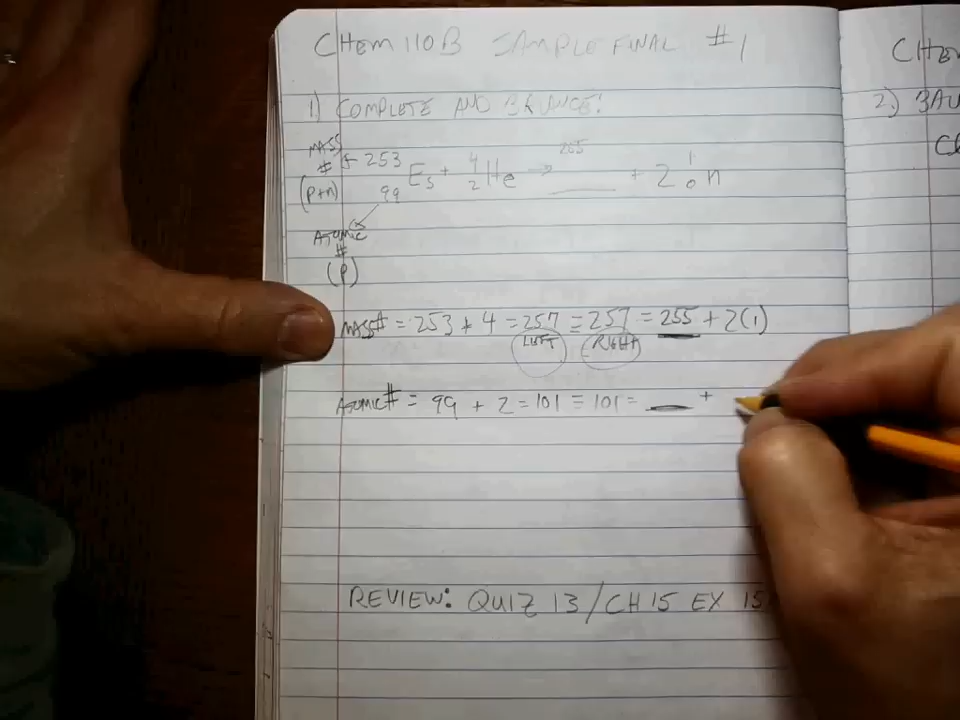 CHEM 110B SAMPLE FINAL #1
1) COMPLETE AND BALANCE:
MASS # (P+n) ← 253 99 Es + 4 2 He → 255 ____ + 2 1 0 n
ATOMIC # (P)
MASS# = 253 + 4 = 257 = 257 = 255 + 2(1)
LEFT RIGHT
ATOMIC# = 99 + 2 = 101 = 101 = ___ +
REVIEW: QUIZ 13/CH 15 EX 15
CHEM
2.)